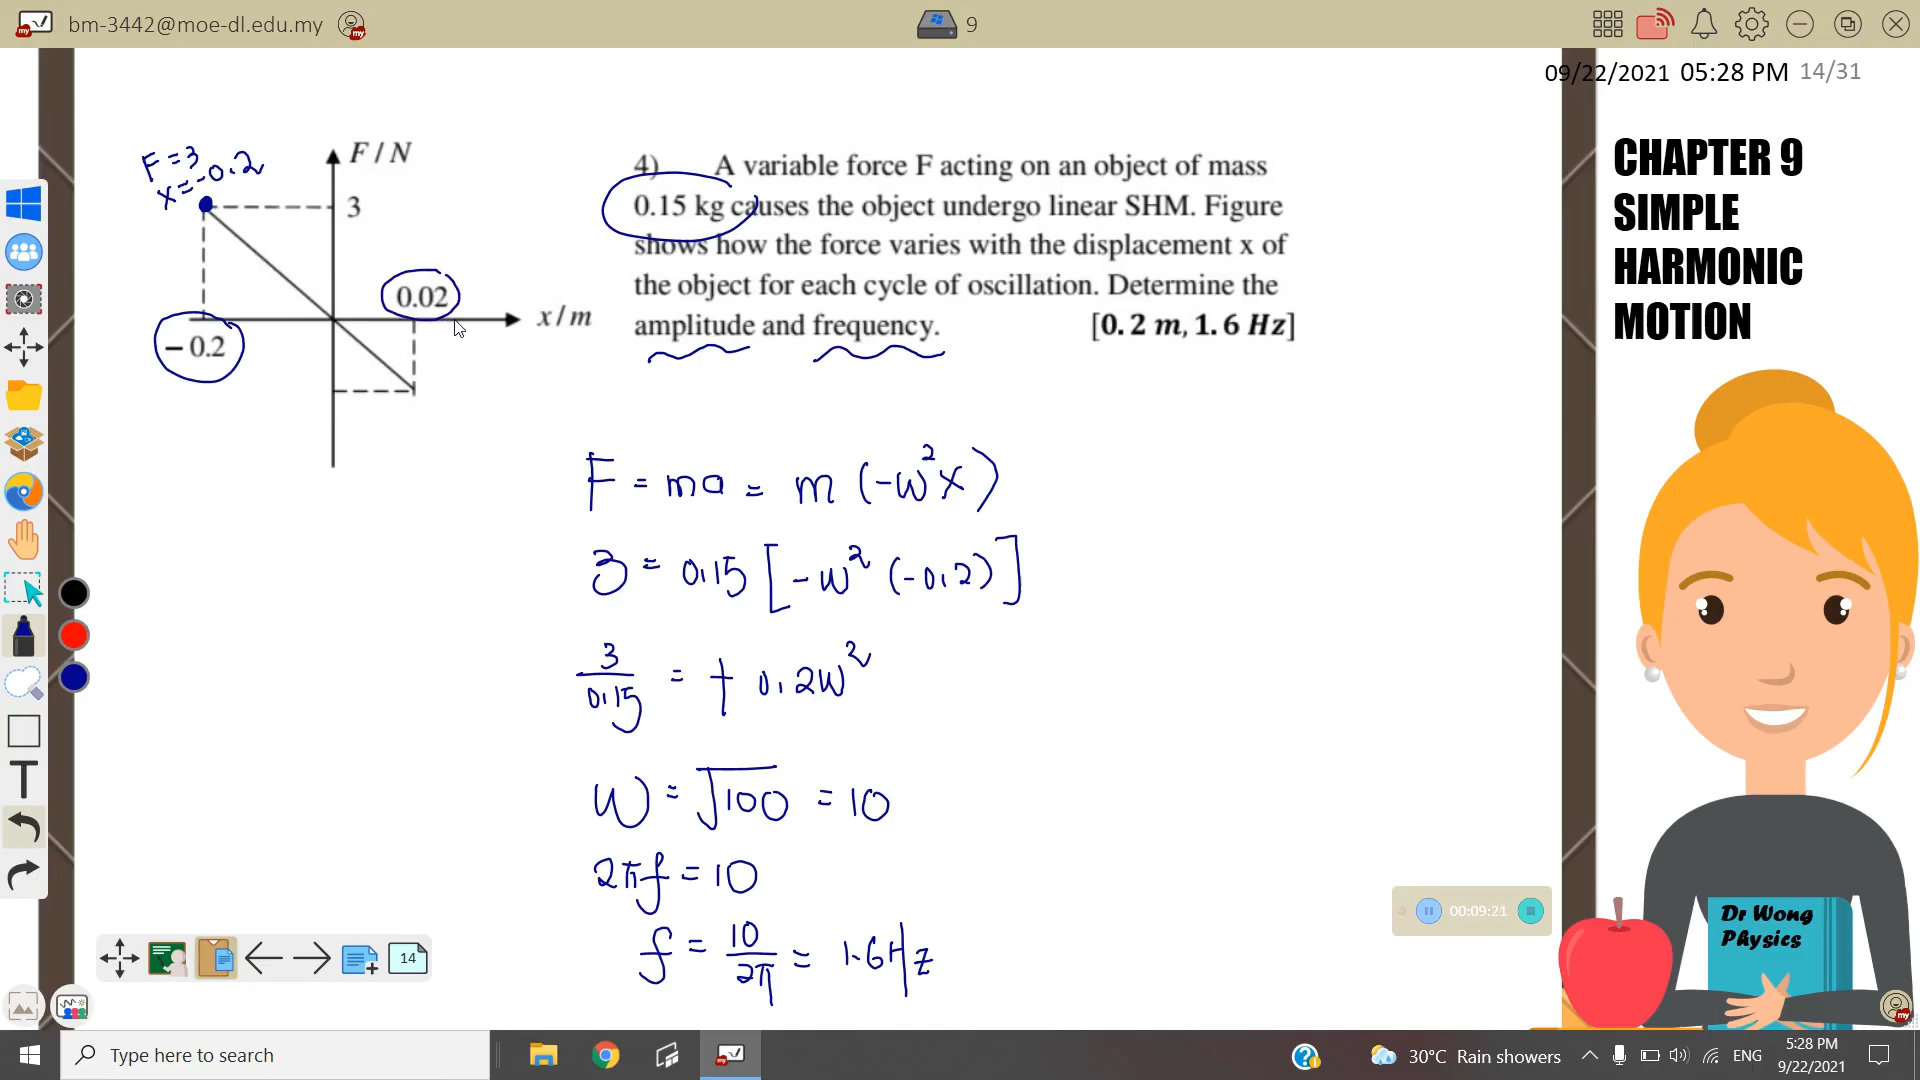 bm-3442@moe-dl.edu.my
9
09/22/2021 05:28 PM 14/31
CHAPTER 9
SIMPLE
HARMONIC
MOTION
F = 3
x = -0.2
F / N
3
0.02
x / m
– 0.2
4) A variable force F acting on an object of mass
0.15 kg causes the object undergo linear SHM. Figure
shows how the force varies with the displacement x of
the object for each cycle of oscillation. Determine the
amplitude and frequency. [0.2 m, 1.6 Hz]
F = ma = m (-ω²x)
3 = 0.15 [-ω² (-0.2)]
3/0.15 = + 0.2ω²
ω = √100 = 10
2πf = 10
f = 10/2π = 1.6Hz
00:09:21
Dr Wong
Physics
T
14
Type here to search
30°C Rain showers
ENG
5:28 PM
9/22/2021